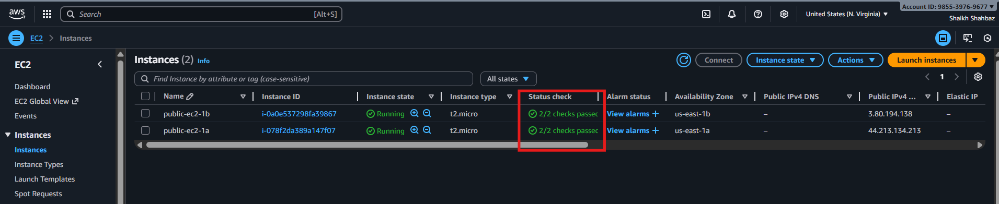 aws
Search [Alt+S]
United States (N. Virginia)
Account ID: 9855-3976-9677
Shaikh Shahbaz
EC2 > Instances
EC2
Dashboard
EC2 Global View
Events
Instances
Instances
Instance Types
Launch Templates
Spot Requests
Instances (2) Info
Connect Instance state Actions Launch instances
Find Instance by attribute or tag (case-sensitive) All states 1
Name Instance ID Instance state Instance type Status check Alarm status Availability Zone Public IPv4 DNS Public IPv4 ... Elastic IP
public-ec2-1b i-0a0e537298fa39867 Running t2.micro 2/2 checks passed View alarms + us-east-1b – 3.80.194.138 –
public-ec2-1a i-078f2da389a147f07 Running t2.micro 2/2 checks passed View alarms + us-east-1a – 44.213.134.213 –